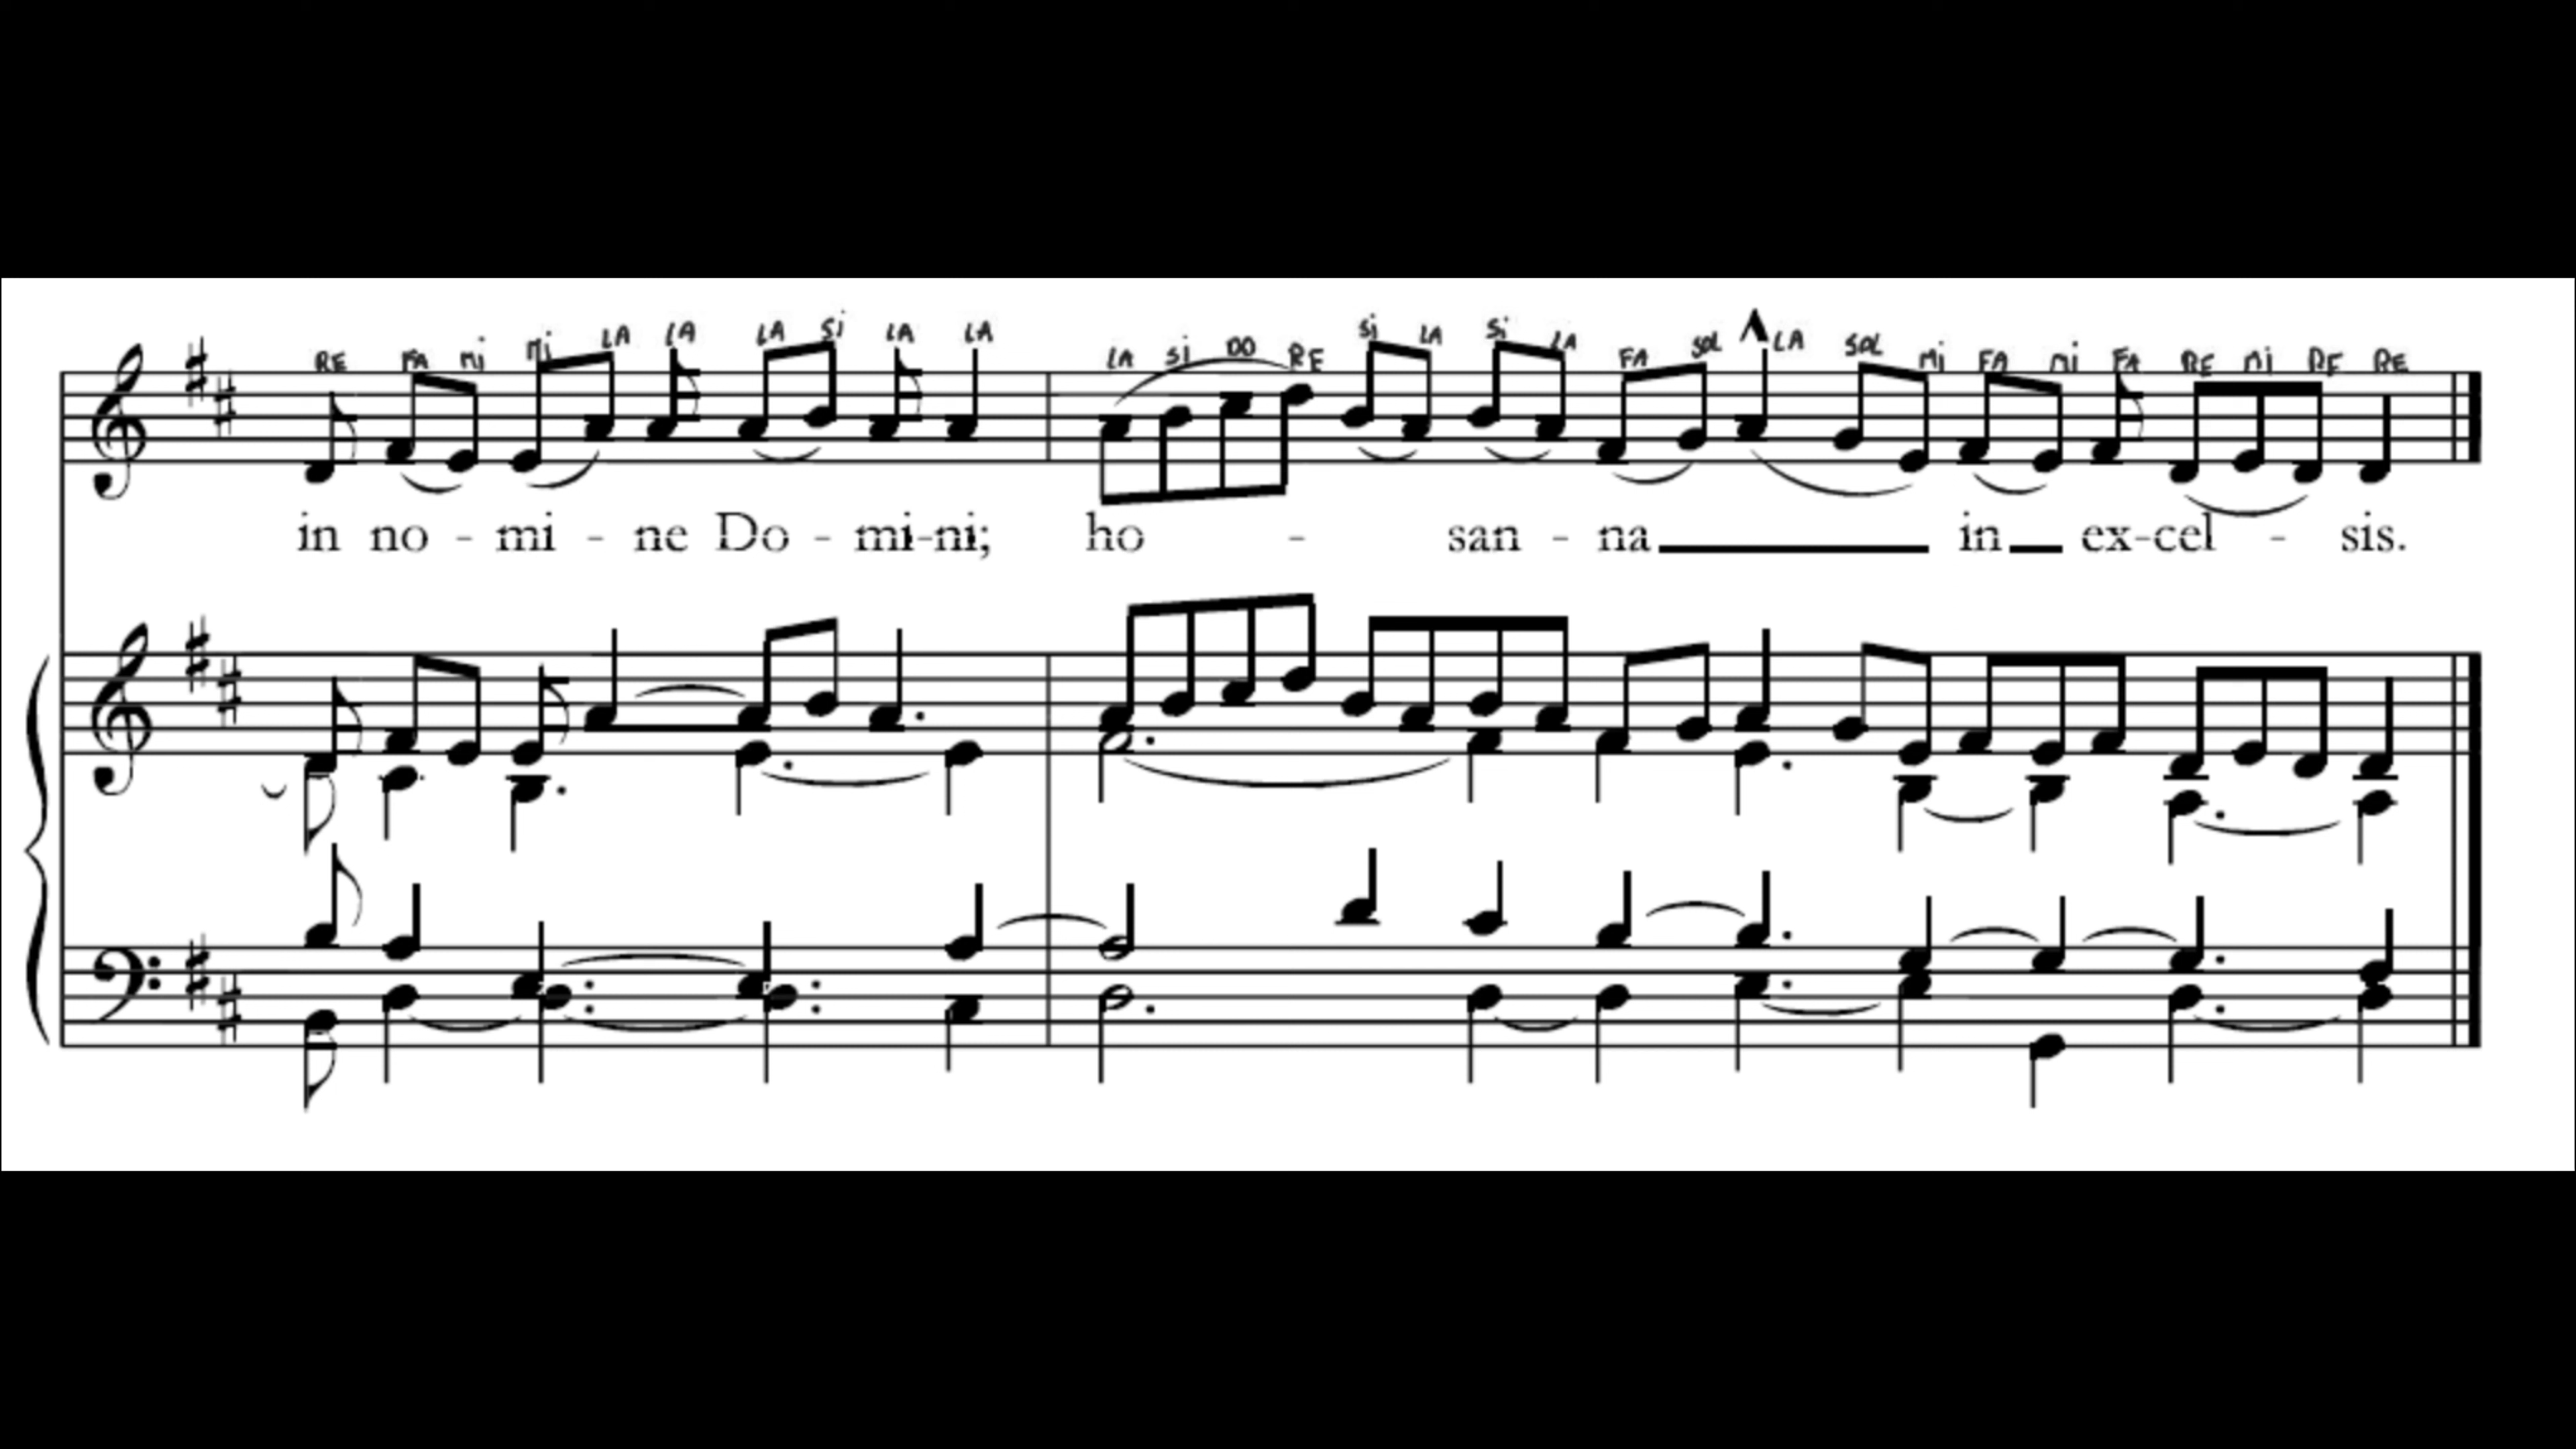 RE FA Mi Mi LA LA LA Si LA LA LA Si DO RE Si LA Si LA FA SOL LA SOL Mi FA Mi FA RE Mi RE RE
in no - mi - ne Do - mi-ni; ho - san - na in ex-cel - sis.